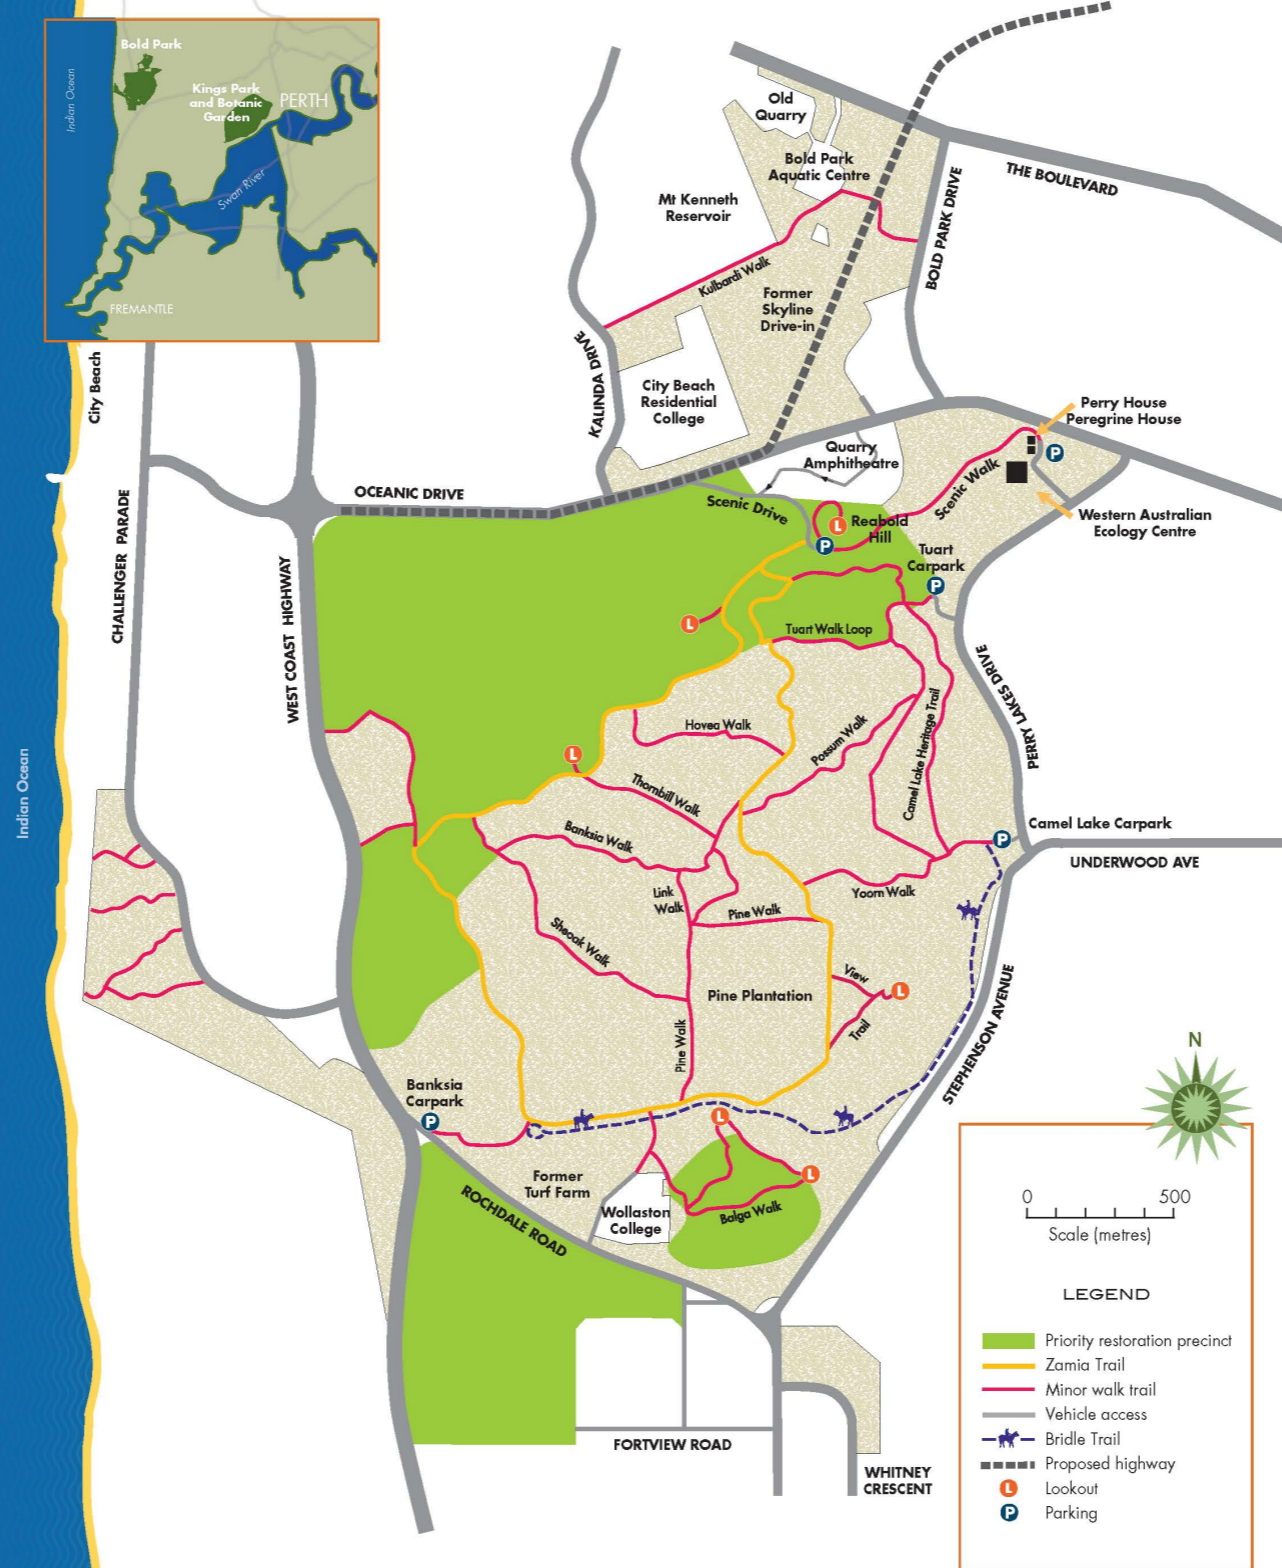 Bold Park
Kings Park
and Botanic
Garden
PERTH
Indian Ocean
Swan River
FREMANTLE
City Beach
Old
Quarry
Bold Park
Aquatic Centre
THE BOULEVARD
Mt Kenneth
Reservoir
BOLD PARK DRIVE
Kulbardi Walk
Former
Skyline
Drive-in
KALINDA DRIVE
City Beach
Residential
College
Perry House
Peregrine House
P
Quarry
Amphitheatre
Scenic Walk
OCEANIC DRIVE
Scenic Drive
L
Reabold
Hill
P
Western Australian
Ecology Centre
Tuart
Carpark
P
CHALLENGER PARADE
WEST COAST HIGHWAY
L
Tuart Walk Loop
PERRY LAKES DRIVE
Hovea Walk
Possum Walk
Camel Lake Heritage Trail
L
Thornbill Walk
Indian Ocean
Banksia Walk
P
Camel Lake Carpark
UNDERWOOD AVE
Link
Walk
Yoorn Walk
Pine Walk
Sheoak Walk
View
Trail
L
Pine Plantation
Pine Walk
STEPHENSON AVENUE
N
Banksia
Carpark
P
L
L
Former
Turf Farm
Wollaston
College
Balga Walk
ROCHDALE ROAD
0 500
Scale (metres)
LEGEND
Priority restoration precinct
Zamia Trail
Minor walk trail
Vehicle access
Bridle Trail
Proposed highway
L Lookout
P Parking
FORTVIEW ROAD
WHITNEY
CRESCENT